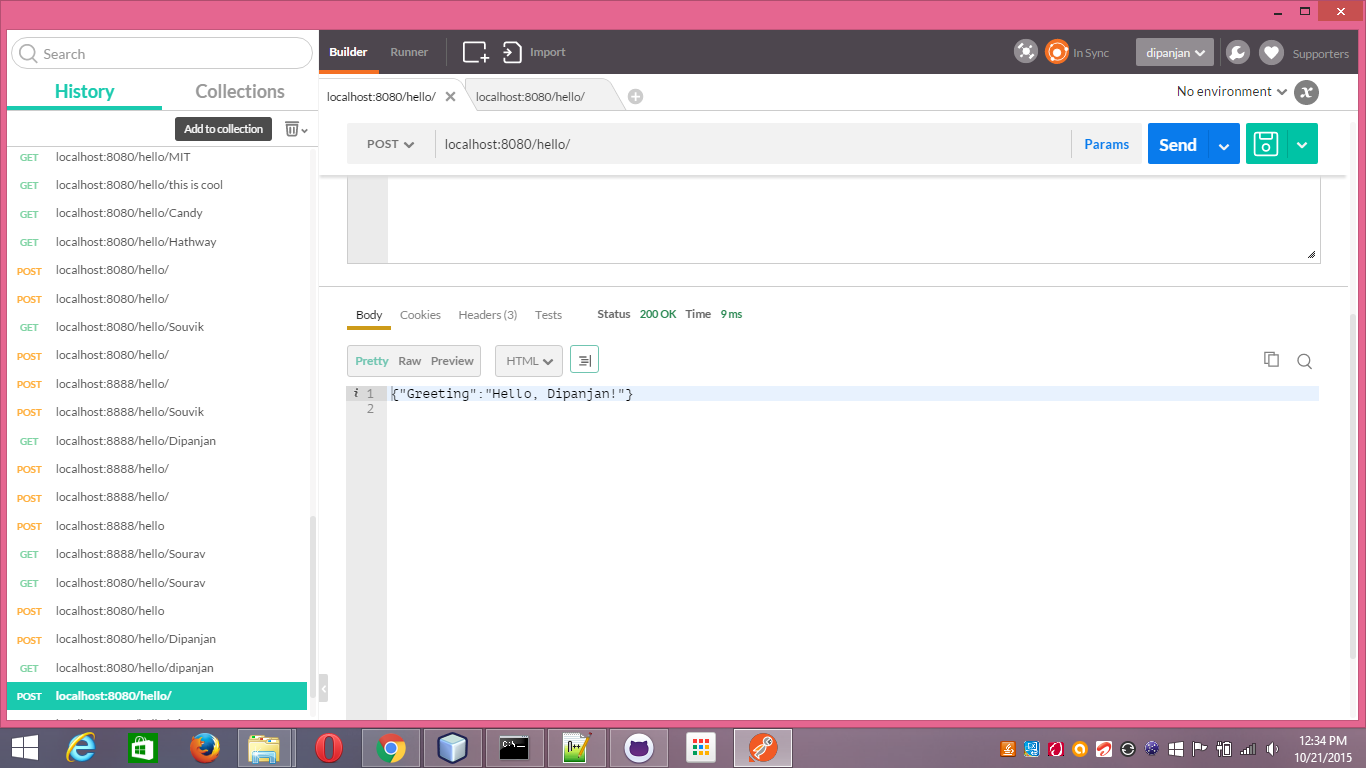 Search
History Collections
Add to collection
GET localhost:8080/hello/MIT
GET localhost:8080/hello/this is cool
GET localhost:8080/hello/Candy
GET localhost:8080/hello/Hathway
POST localhost:8080/hello/
POST localhost:8080/hello/
GET localhost:8080/hello/Souvik
POST localhost:8080/hello/
POST localhost:8888/hello/
POST localhost:8888/hello/Souvik
GET localhost:8888/hello/Dipanjan
POST localhost:8888/hello/
POST localhost:8888/hello/
POST localhost:8888/hello
GET localhost:8888/hello/Sourav
GET localhost:8080/hello/Sourav
POST localhost:8080/hello
POST localhost:8080/hello/Dipanjan
GET localhost:8080/hello/dipanjan
POST localhost:8080/hello/
Builder Runner Import In Sync dipanjan Supporters
localhost:8080/hello/ localhost:8080/hello/ No environment x
POST localhost:8080/hello/ Params Send
Body Cookies Headers (3) Tests Status 200 OK Time 9 ms
Pretty Raw Preview HTML
i 1 {"Greeting":"Hello, Dipanjan!"}
2
12:34 PM
10/21/2015